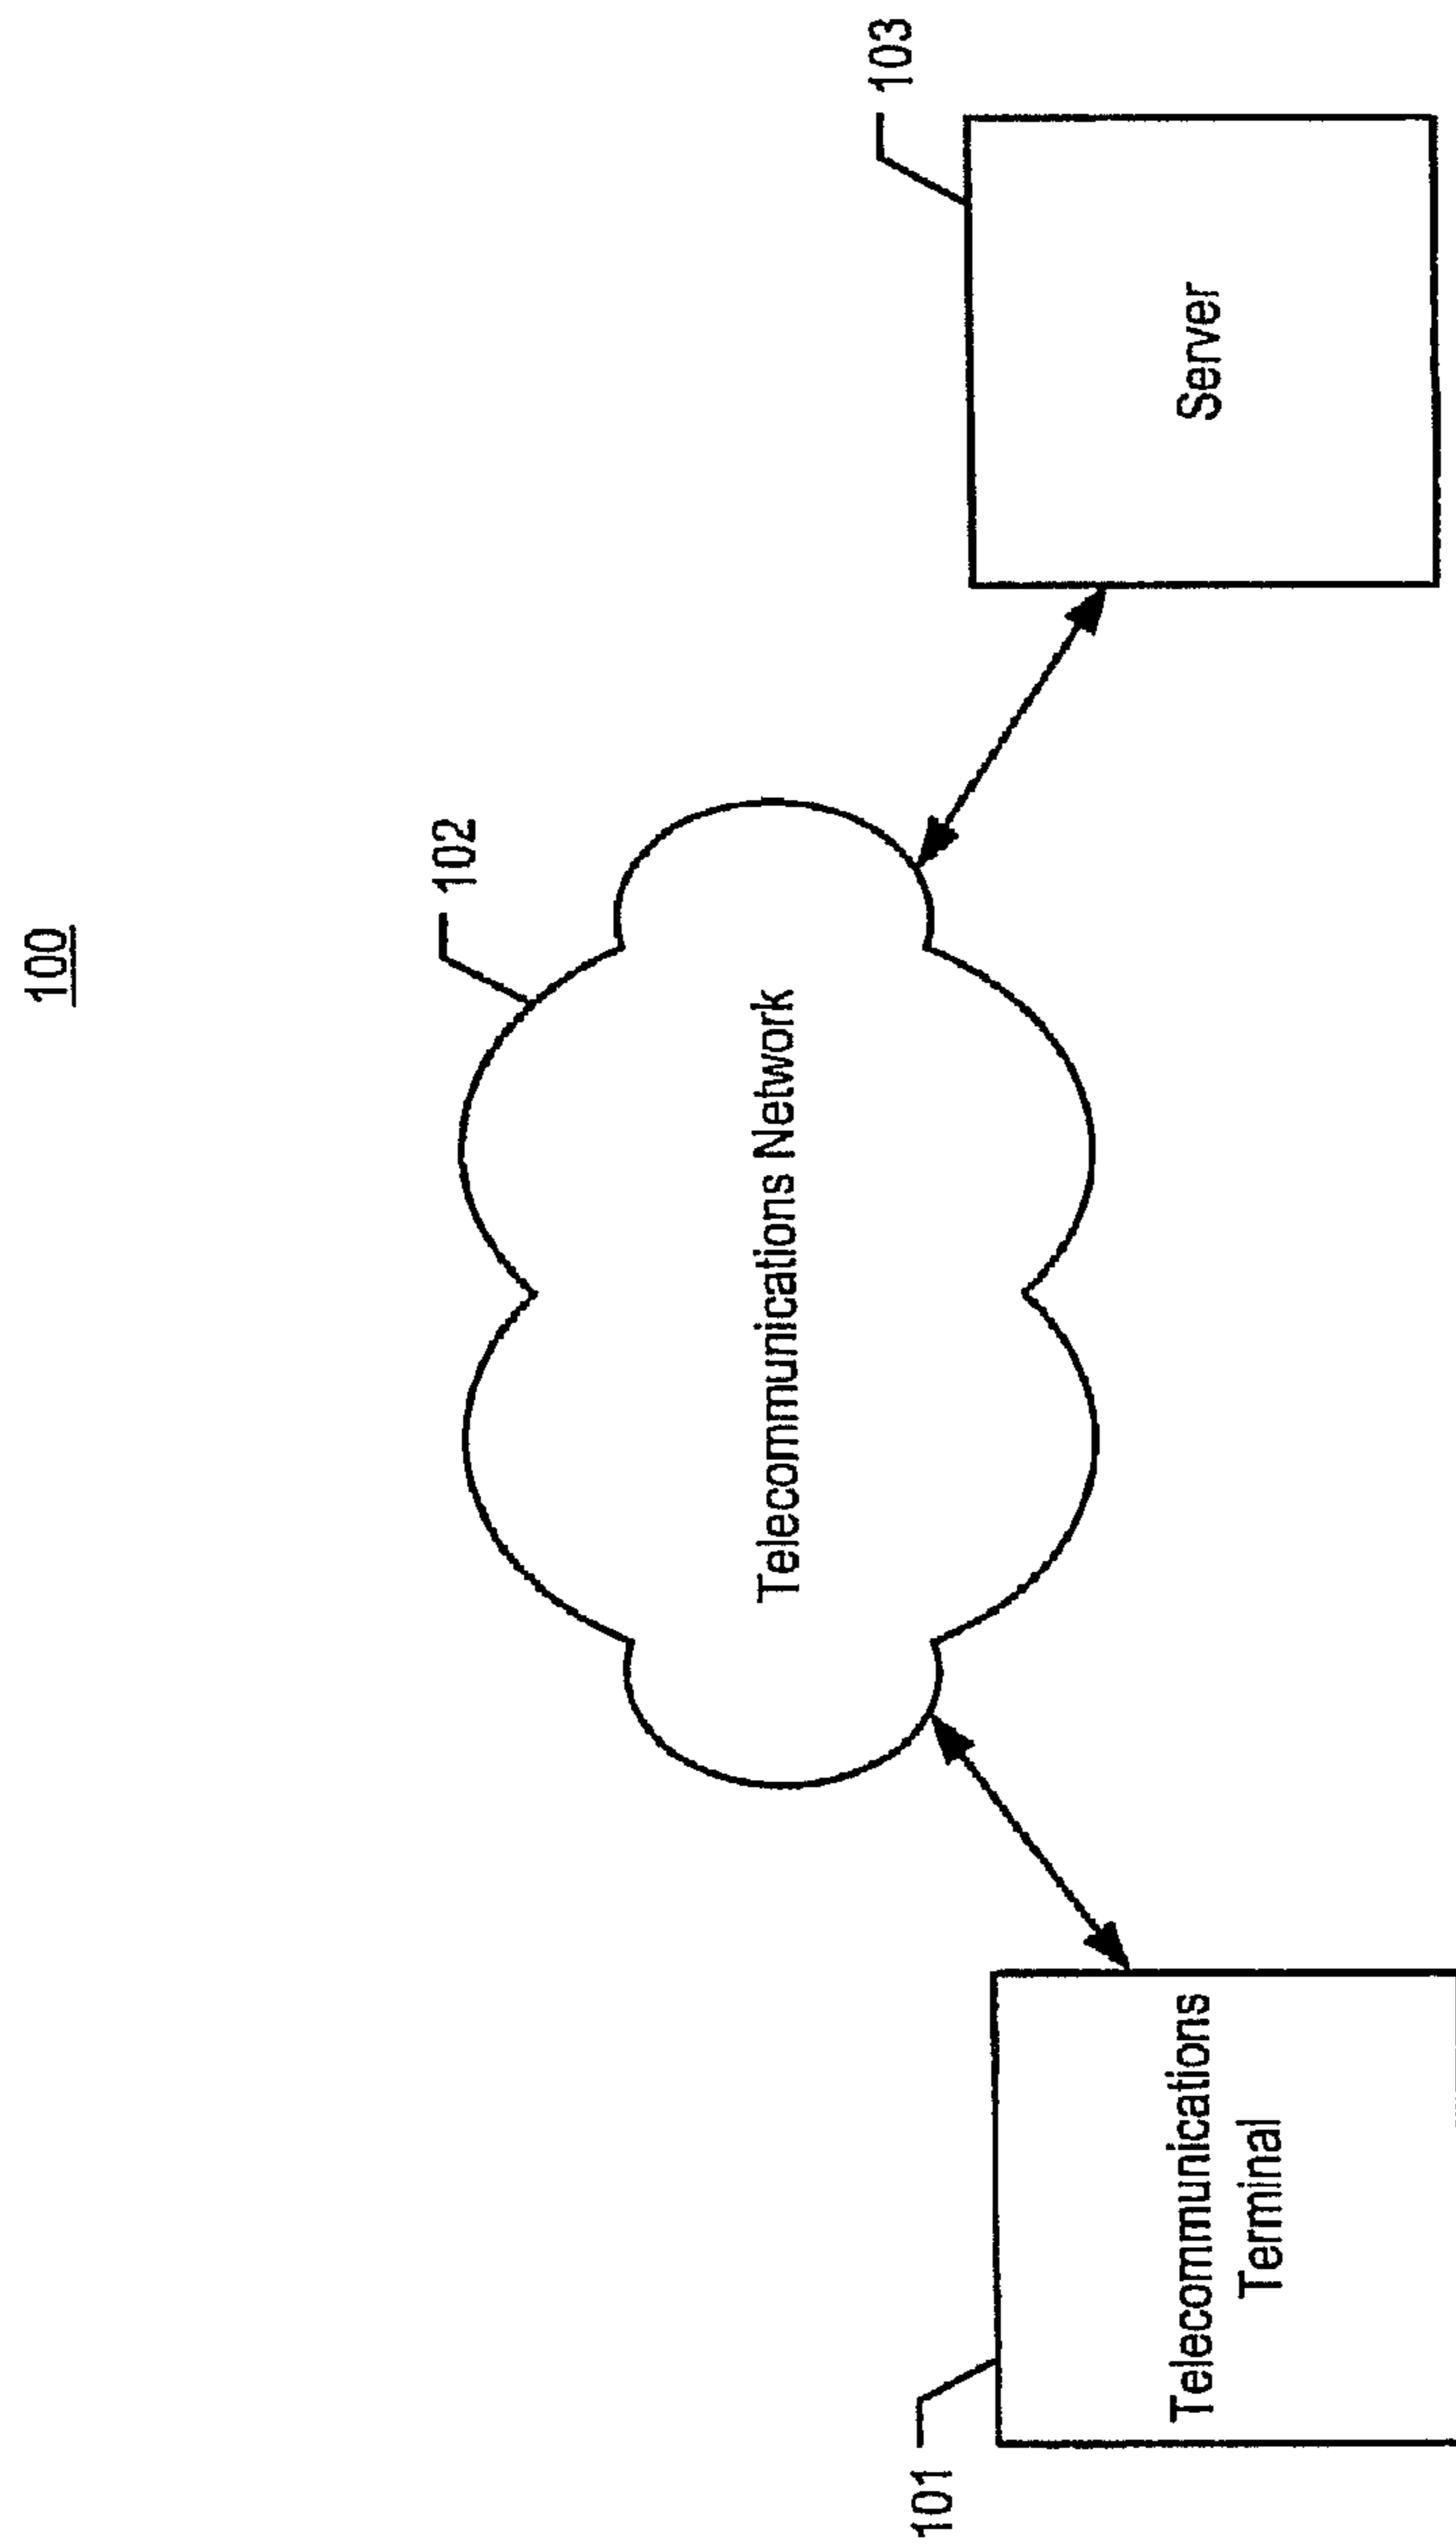 100
102
Telecommunications Network
103
101
Telecommunications
Terminal
Server